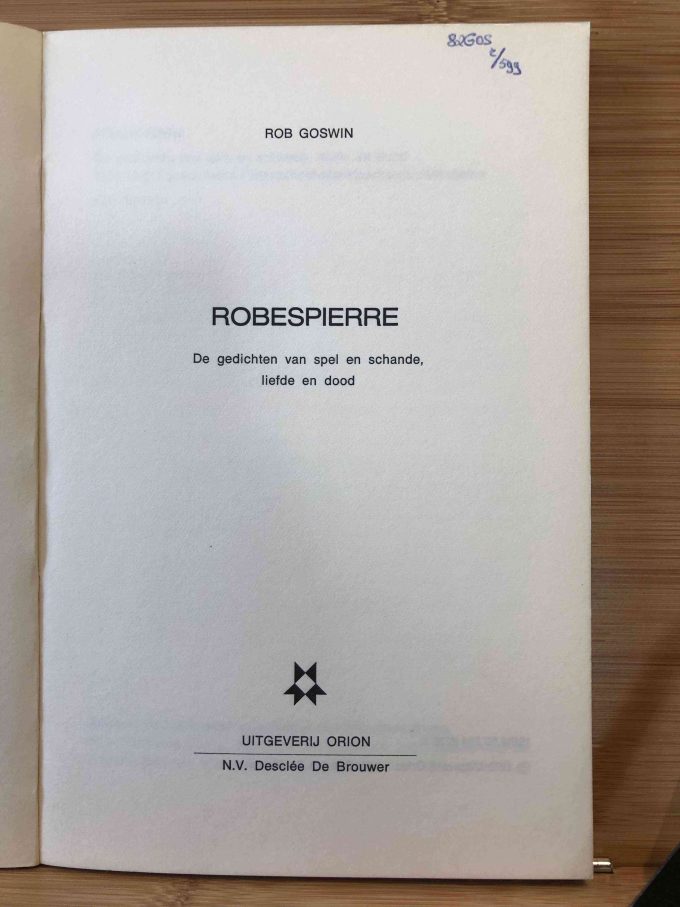 82GOS
2/599
ROB GOSWIN
ROBESPIERRE
De gedichten van spel en schande,
liefde en dood
UITGEVERIJ ORION
N.V. Desclée De Brouwer